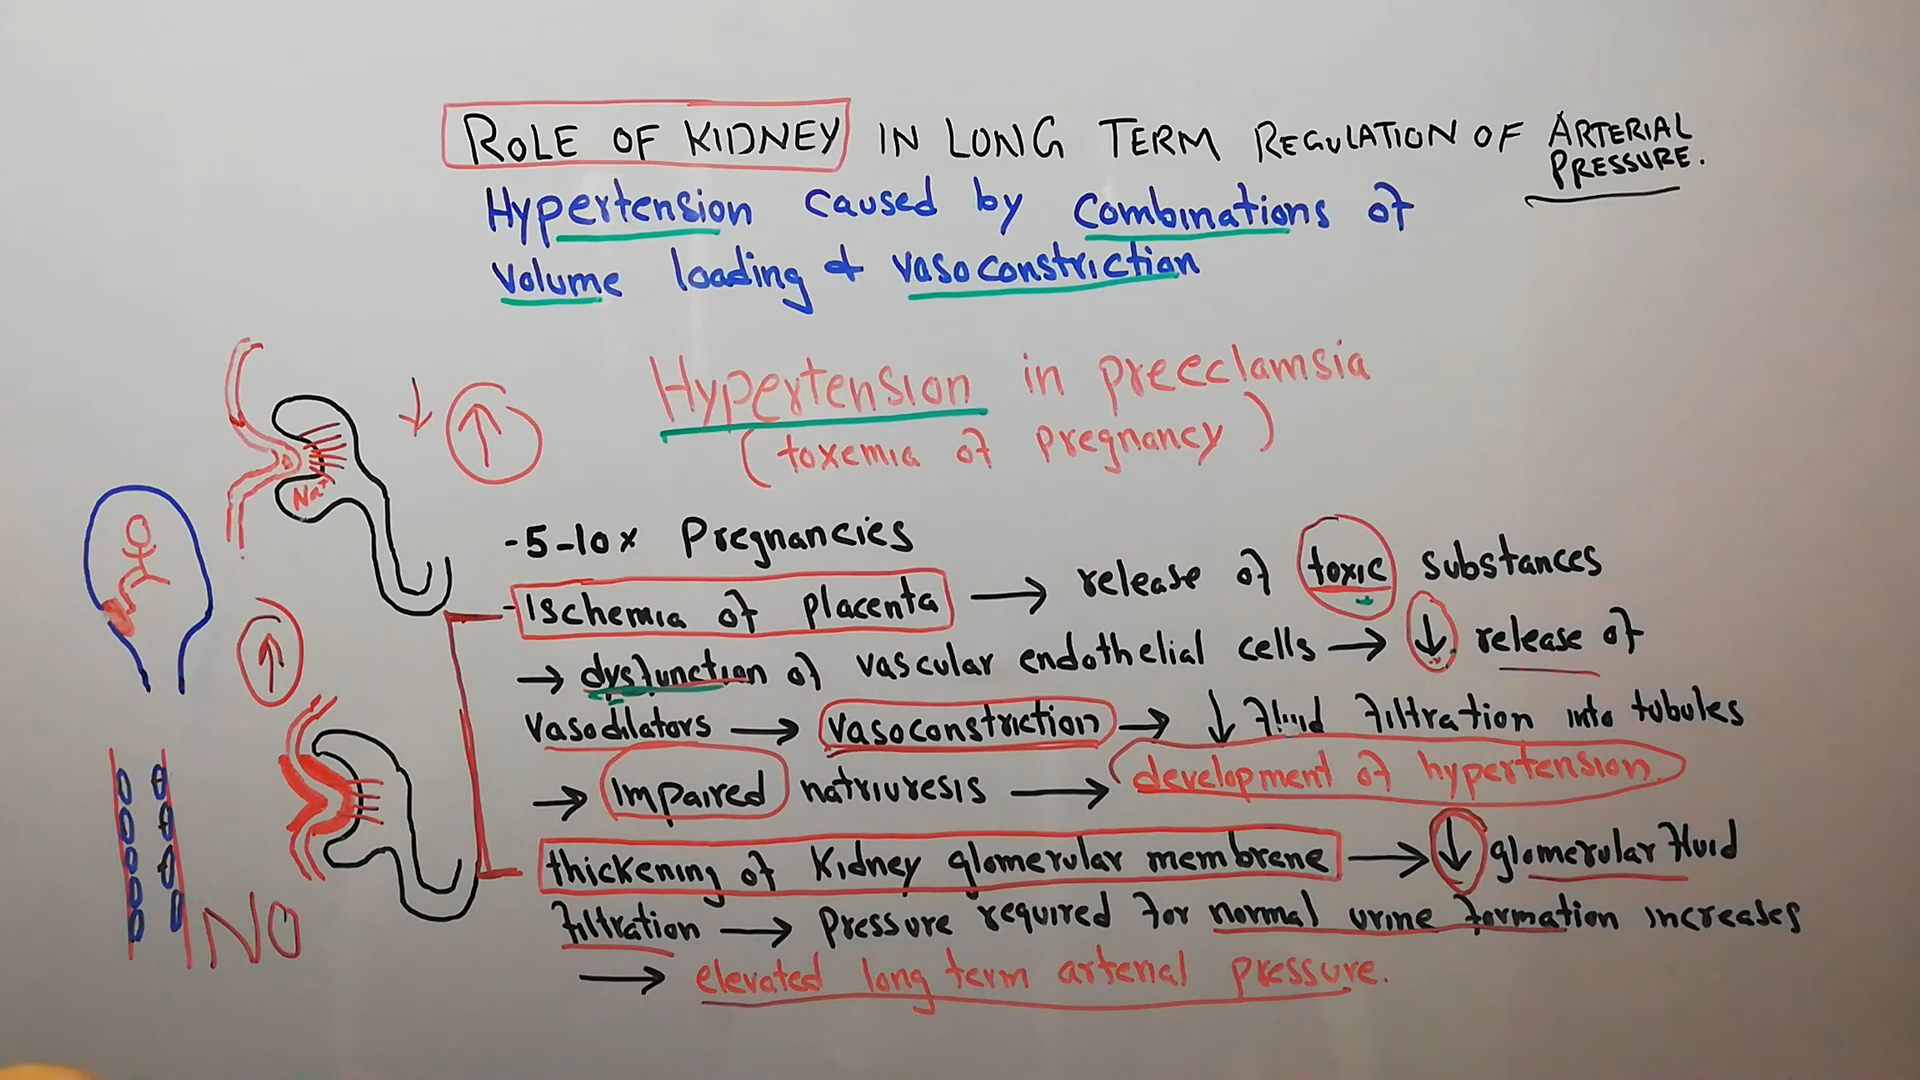 ROLE OF KIDNEY IN LONG TERM REGULATION OF ARTERIAL PRESSURE.
Hypertension caused by combinations of
volume loading & vasoconstriction
Hypertension in preeclamsia
(toxemia of pregnancy)
-5-10x Pregnancies
-Ischemia of placenta → release of toxic substances
→ dysfunction of vascular endothelial cells → ↓ release of
vasodilators → vasoconstriction → ↓ fluid filtration into tubules
→ Impaired natriuresis → development of hypertension.
thickening of Kidney glomerular membrane → ↓ glomerular fluid
filtration → pressure required for normal urine formation increases
→ elevated long term arterial pressure.
↓ ↑
Na+
↑
NO